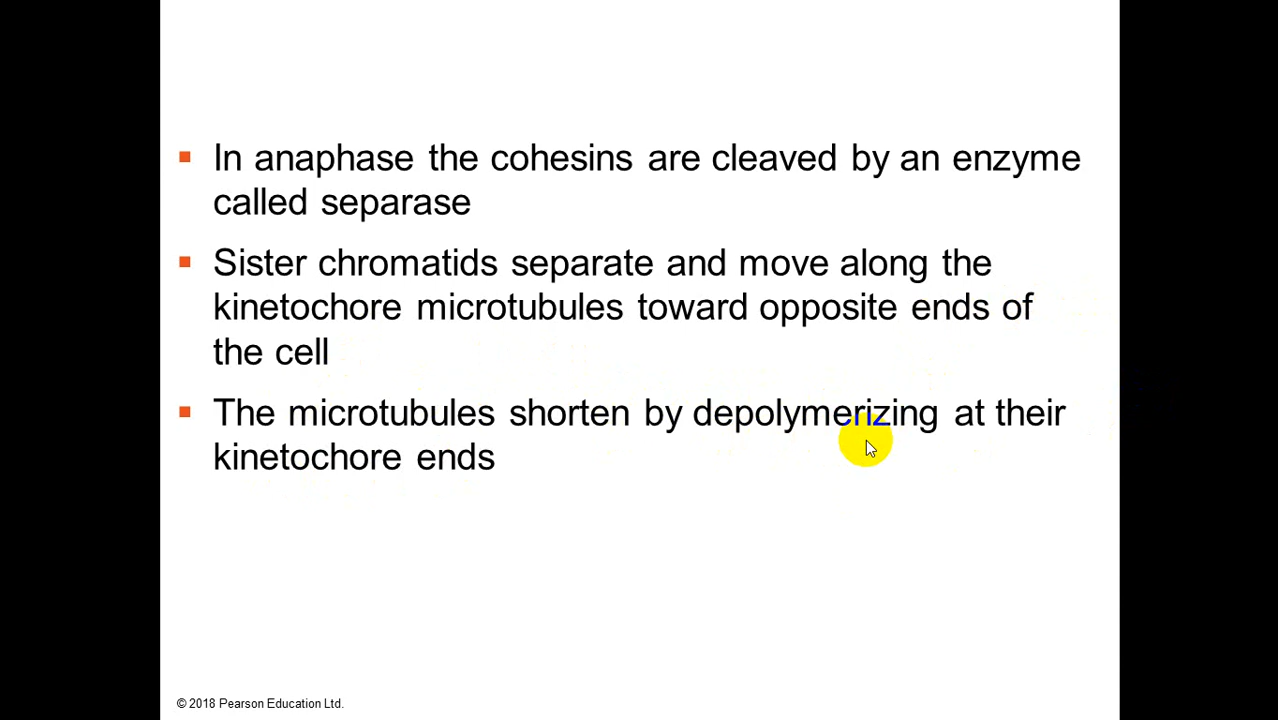 In anaphase the cohesins are cleaved by an enzyme
called separase
Sister chromatids separate and move along the
kinetochore microtubules toward opposite ends of
the cell
The microtubules shorten by depolymerizing at their
kinetochore ends
© 2018 Pearson Education Ltd.